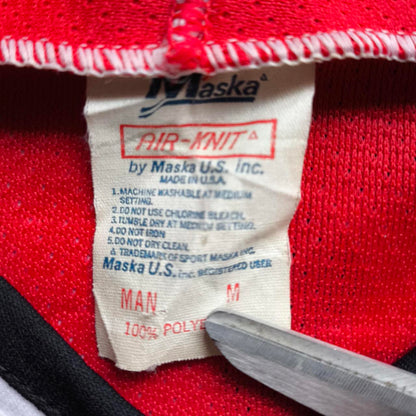 Maska△
AIR-KNIT△
by Maska U.S. inc.
MADE IN U.S.A.
1.MACHINE WASHABLE AT MEDIUM
SETTING.
2.DO NOT USE CHLORINE BLEACH.
3.TUMBLE DRY AT MEDIUM SETTING.
4.DO NOT IRON
5.DO NOT DRY CLEAN.
△ TRADEMARK OF SPORT MASKA INC.
Maska U.S. inc. REGISTERED USER
MAN M
100%